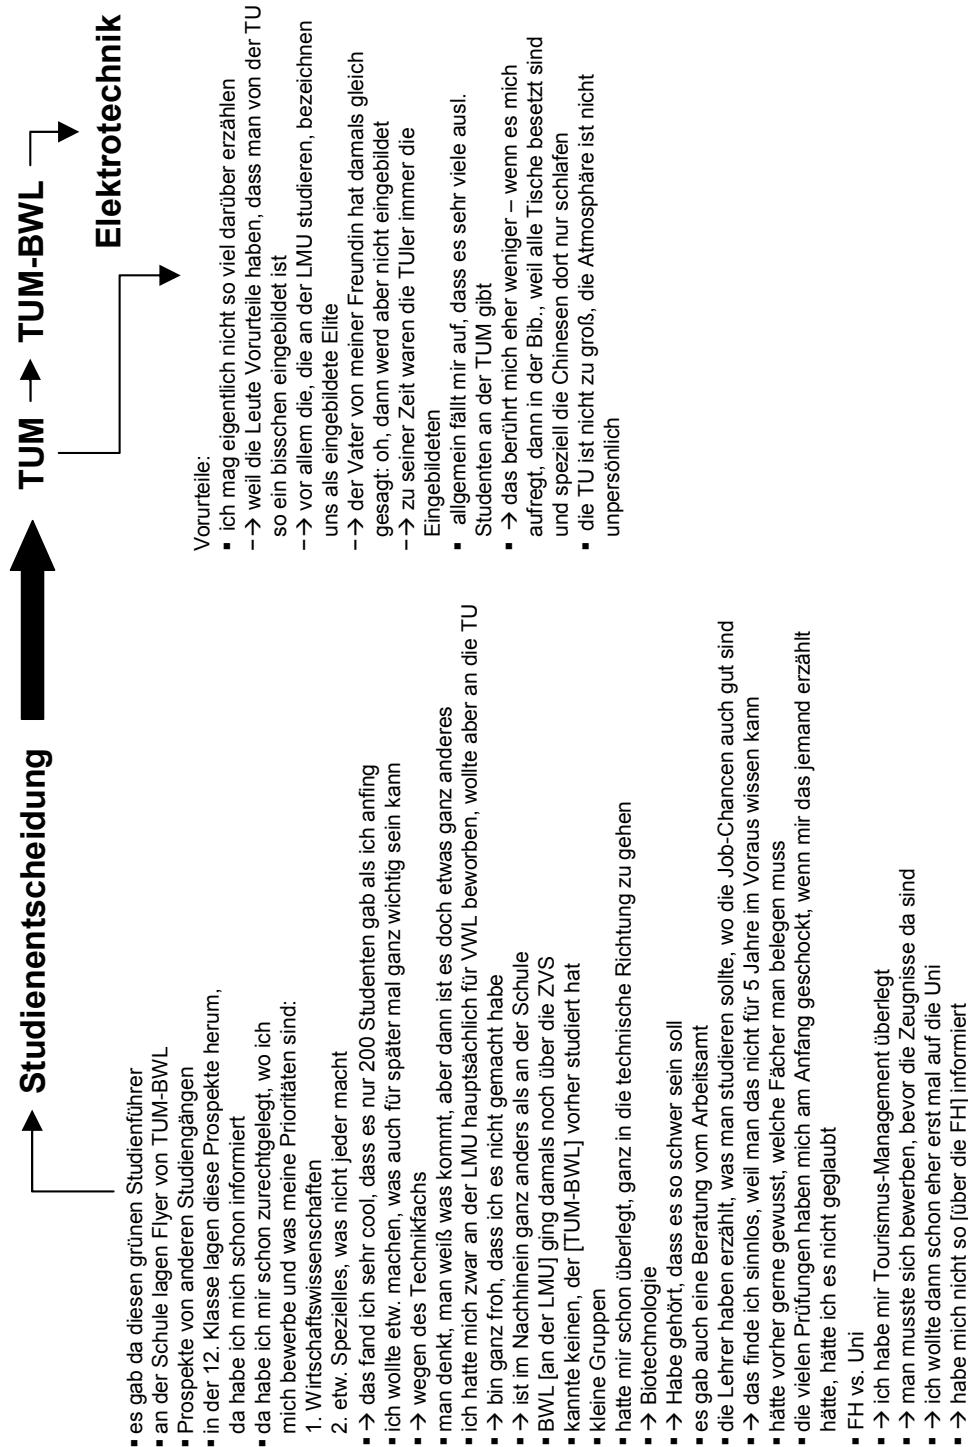 Studienentscheidung
TUM
TUM-BWL
Elektrotechnik
▪ es gab da diesen grünen Studienführer
▪ an der Schule lagen Flyer von TUM-BWL
▪ Prospekte von anderen Studiengängen
▪ in der 12. Klasse lagen diese Prospekte herum,
da habe ich mich schon informiert
▪ da habe ich mir schon zurechtgelegt, wo ich
mich bewerbe und was meine Prioritäten sind:
1. Wirtschaftswissenschaften
2. etw. Spezielles, was nicht jeder macht
▪ → das fand ich sehr cool, dass es nur 200 Studenten gab als ich anfing
▪ ich wollte etw. machen, was auch für später mal ganz wichtig sein kann
▪ → wegen des Technikfachs
▪ man denkt, man weiß was kommt, aber dann ist es doch etwas ganz anderes
▪ ich hatte mich zwar an der LMU hauptsächlich für VWL beworben, wollte aber an die TU
▪ → bin ganz froh, dass ich es nicht gemacht habe
▪ → ist im Nachhinein ganz anders als an der Schule
▪ BWL [an der LMU] ging damals noch über die ZVS
▪ kannte keinen, der [TUM-BWL] vorher studiert hat
▪ kleine Gruppen
▪ hatte mir schon überlegt, ganz in die technische Richtung zu gehen
▪ → Biotechnologie
▪ → Habe gehört, dass es so schwer sein soll
▪ es gab auch eine Beratung vom Arbeitsamt
▪ die Lehrer haben erzählt, was man studieren sollte, wo die Job-Chancen auch gut sind
▪ → das finde ich sinnlos, weil man das nicht für 5 Jahre im Voraus wissen kann
▪ hätte vorher gerne gewusst, welche Fächer man belegen muss
▪ die vielen Prüfungen haben mich am Anfang geschockt, wenn mir das jemand erzählt
hätte, hätte ich es nicht geglaubt
▪ FH vs. Uni
▪ → ich habe mir Tourismus-Management überlegt
▪ → man musste sich bewerben, bevor die Zeugnisse da sind
▪ → ich wollte dann schon eher erst mal auf die Uni
▪ → habe mich nicht so [über die FH] informiert
Vorurteile:
▪ ich mag eigentlich nicht so viel darüber erzählen
–→ weil die Leute Vorurteile haben, dass man von der TU
so ein bisschen eingebildet ist
–→ vor allem die, die an der LMU studieren, bezeichnen
uns als eingebildete Elite
–→ der Vater von meiner Freundin hat damals gleich
gesagt: oh, dann werd aber nicht eingebildet
–→ zu seiner Zeit waren die TUler immer die
Eingebildeten
▪ allgemein fällt mir auf, dass es sehr viele ausl.
Studenten an der TUM gibt
▪ → das berührt mich eher weniger – wenn es mich
aufregt, dann in der Bib., weil alle Tische besetzt sind
und speziell die Chinesen dort nur schlafen
▪ die TU ist nicht zu groß, die Atmosphäre ist nicht
unpersönlich